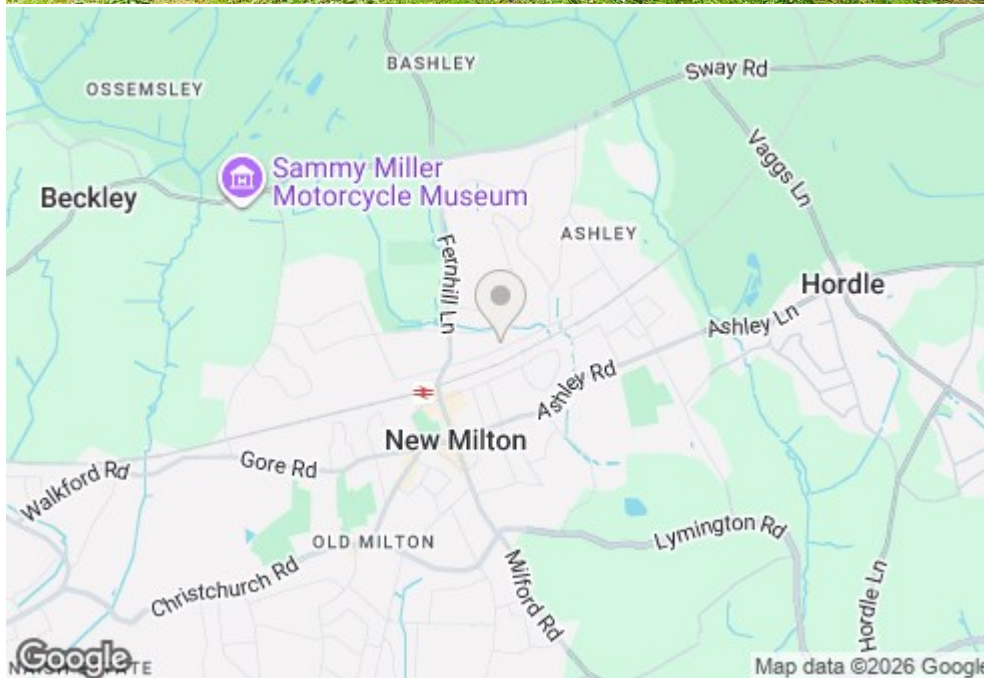 BASHLEY
Sway Rd
OSSEMSLEY
Vaggs Ln
Sammy Miller
Motorcycle Museum
Beckley
ASHLEY
Fernhill Ln
Hordle
Ashley Ln
Ashley Rd
New Milton
Gore Rd
Walkford Rd
OLD MILTON
Lymington Rd
Christchurch Rd
Milford Rd
Hordle Ln
Google
Map data ©2026 Google